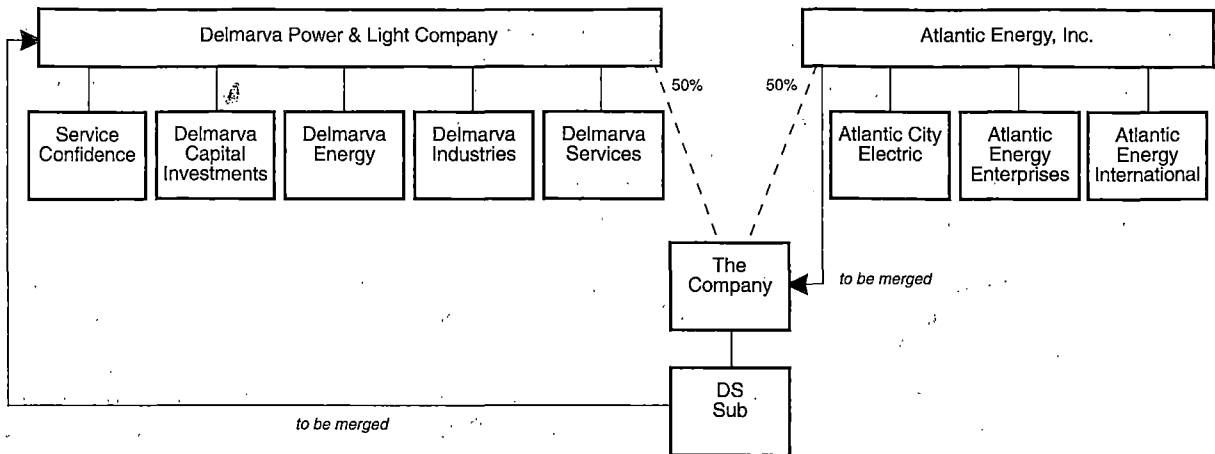 Delmarva Power & Light Company
Atlantic Energy, Inc.
50%
50%
Service
Confidence
Delmarva
Capital
Investments
Delmarva
Energy
Delmarva
Industries
Delmarva
Services
Atlantic City
Electric
Atlantic
Energy
Enterprises
Atlantic
Energy
International
The
Company
to be merged
DS
Sub
to be merged